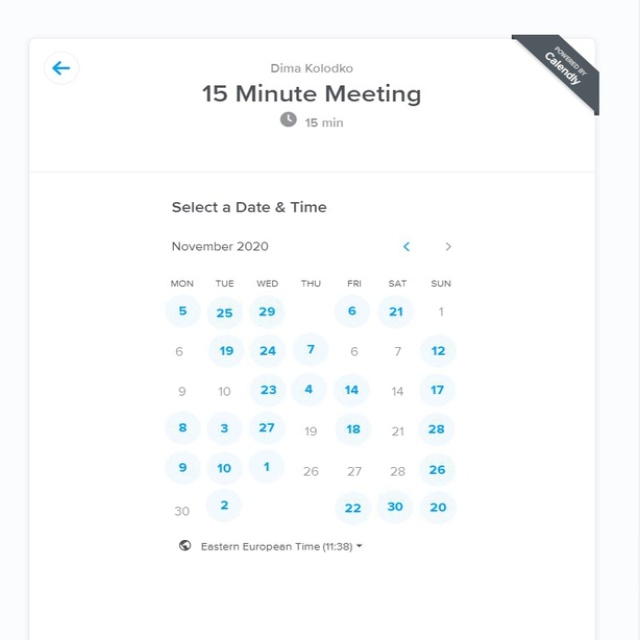 POWERED BY
Calendly
Dima Kolodko
15 Minute Meeting
15 min
Select a Date & Time
November 2020
MON TUE WED THU FRI SAT SUN
5 25 29 6 21 1
6 19 24 7 6 7 12
9 10 23 4 14 14 17
8 3 27 19 18 21 28
9 10 1 26 27 28 26
30 2 22 30 20
Eastern European Time (11:38)